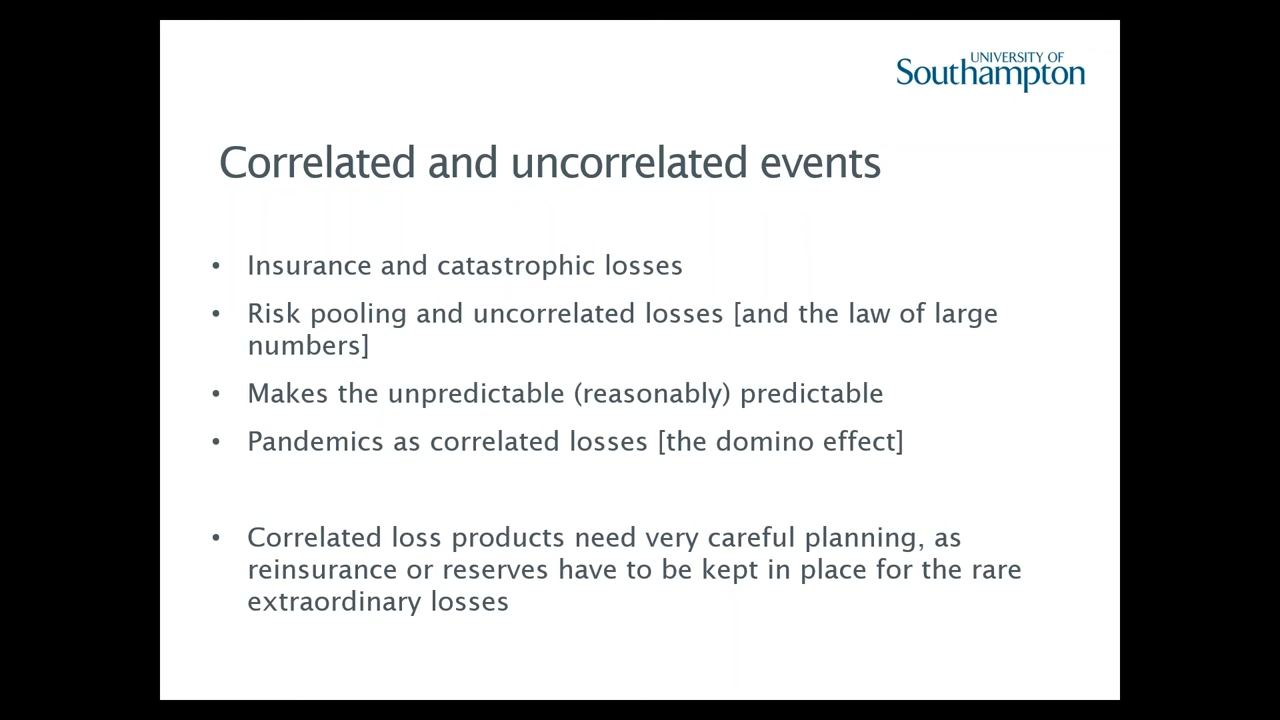 UNIVERSITY OF
Southampton
Correlated and uncorrelated events
• Insurance and catastrophic losses
• Risk pooling and uncorrelated losses [and the law of large
numbers]
• Makes the unpredictable (reasonably) predictable
• Pandemics as correlated losses [the domino effect]
• Correlated loss products need very careful planning, as
reinsurance or reserves have to be kept in place for the rare
extraordinary losses